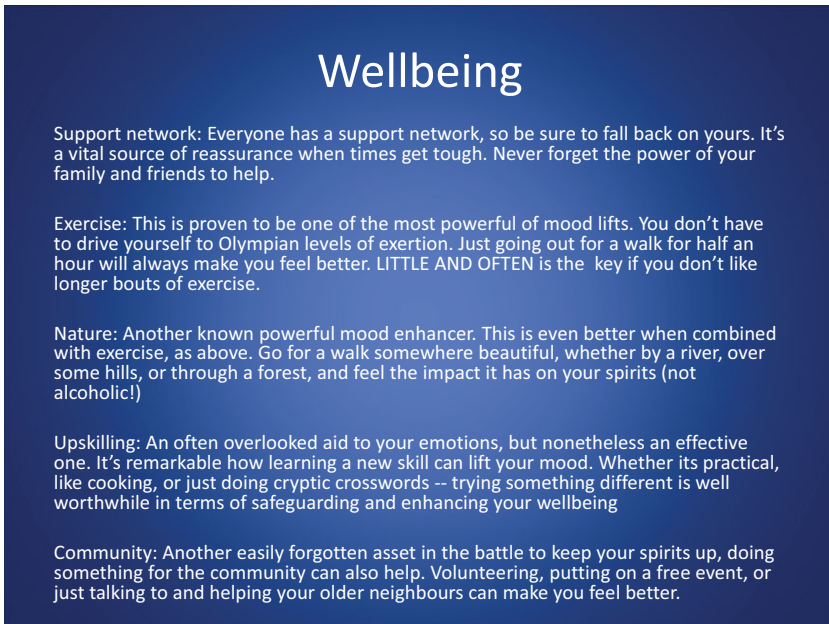 Wellbeing
Support network: Everyone has a support network, so be sure to fall back on yours. It’s
a vital source of reassurance when times get tough. Never forget the power of your
family and friends to help.
Exercise: This is proven to be one of the most powerful of mood lifts. You don’t have
to drive yourself to Olympian levels of exertion. Just going out for a walk for half an
hour will always make you feel better. LITTLE AND OFTEN is the  key if you don’t like
longer bouts of exercise.
Nature: Another known powerful mood enhancer. This is even better when combined
with exercise, as above. Go for a walk somewhere beautiful, whether by a river, over
some hills, or through a forest, and feel the impact it has on your spirits (not
alcoholic!)
Upskilling: An often overlooked aid to your emotions, but nonetheless an effective
one. It’s remarkable how learning a new skill can lift your mood. Whether its practical,
like cooking, or just doing cryptic crosswords -- trying something different is well
worthwhile in terms of safeguarding and enhancing your wellbeing
Community: Another easily forgotten asset in the battle to keep your spirits up, doing
something for the community can also help. Volunteering, putting on a free event, or
just talking to and helping your older neighbours can make you feel better.